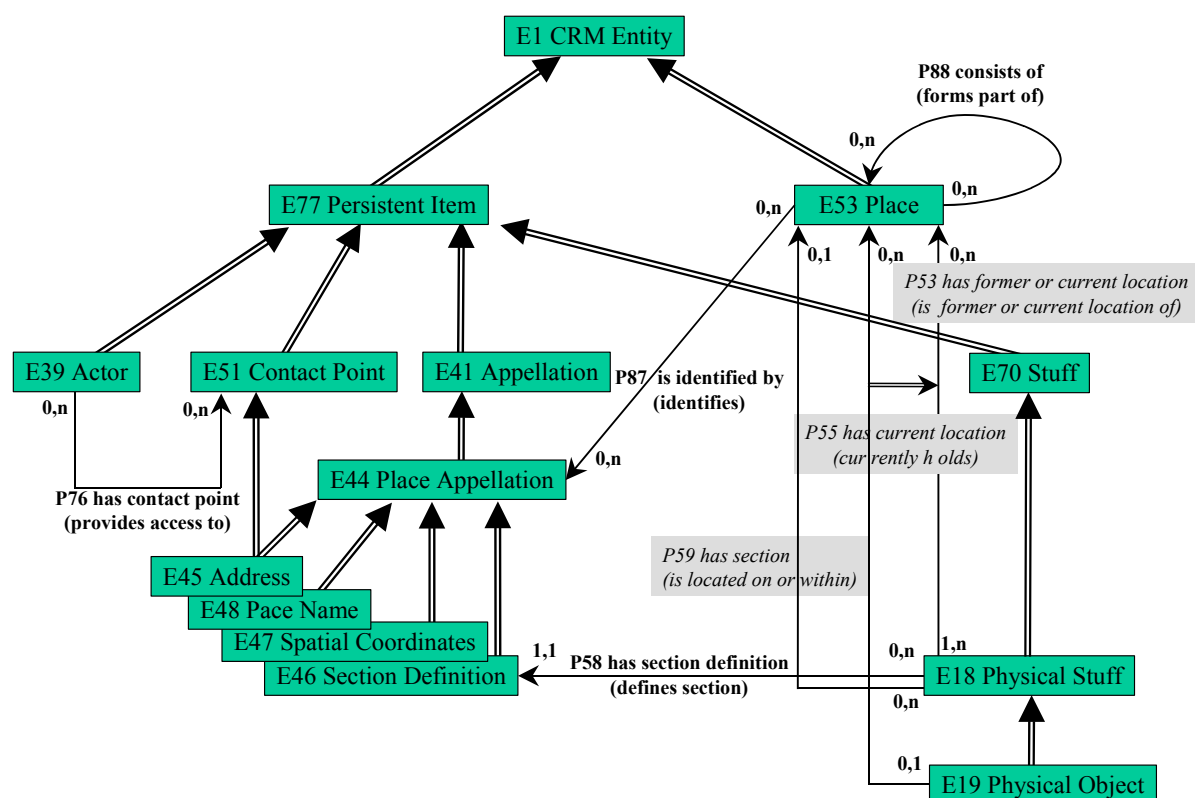 E1 CRM Entity
P88 consists of
(forms part of)
0,n
E77 Persistent Item
0,n
E53 Place
0,n
0,1
0,n
0,n
P53 has former or current location
(is former or current location of)
E39 Actor
E51 Contact Point
E41 Appellation
P87 is identified by
(identifies)
E70 Stuff
0,n
0,n
P55 has current location
(currently h olds)
0,n
E44 Place Appellation
P76 has contact point
(provides access to)
P59 has section
(is located on or within)
E45 Address
E48 Pace Name
E47 Spatial Coordinates
E46 Section Definition
1,1
P58 has section definition
(defines section)
0,n
1,n
E18 Physical Stuff
0,n
0,1
E19 Physical Object